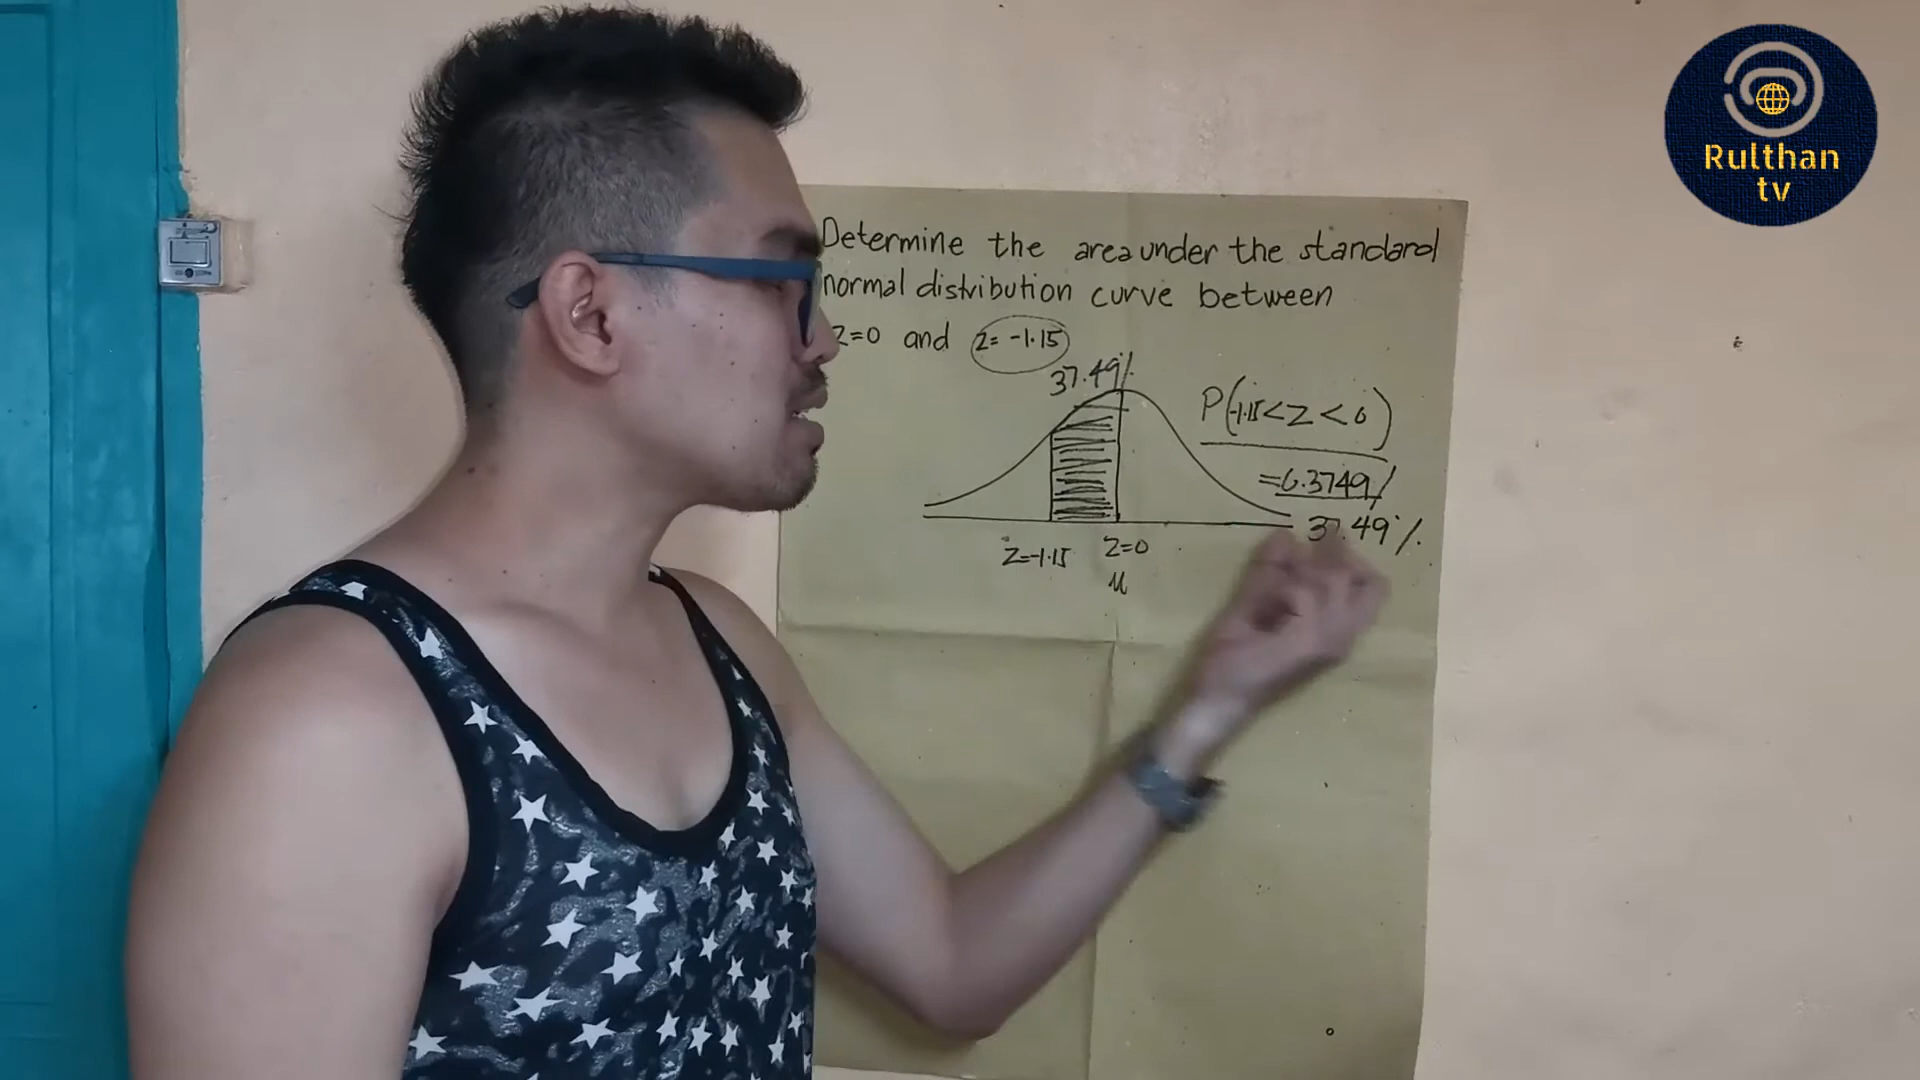 Rulthan
tv
Determine the area under the standard
normal distribution curve between
Z=0 and Z= -1.15
37.49%
P(-1.15<Z<0)
=0.3749/
37.49%
Z=-1.15 Z=0
μ